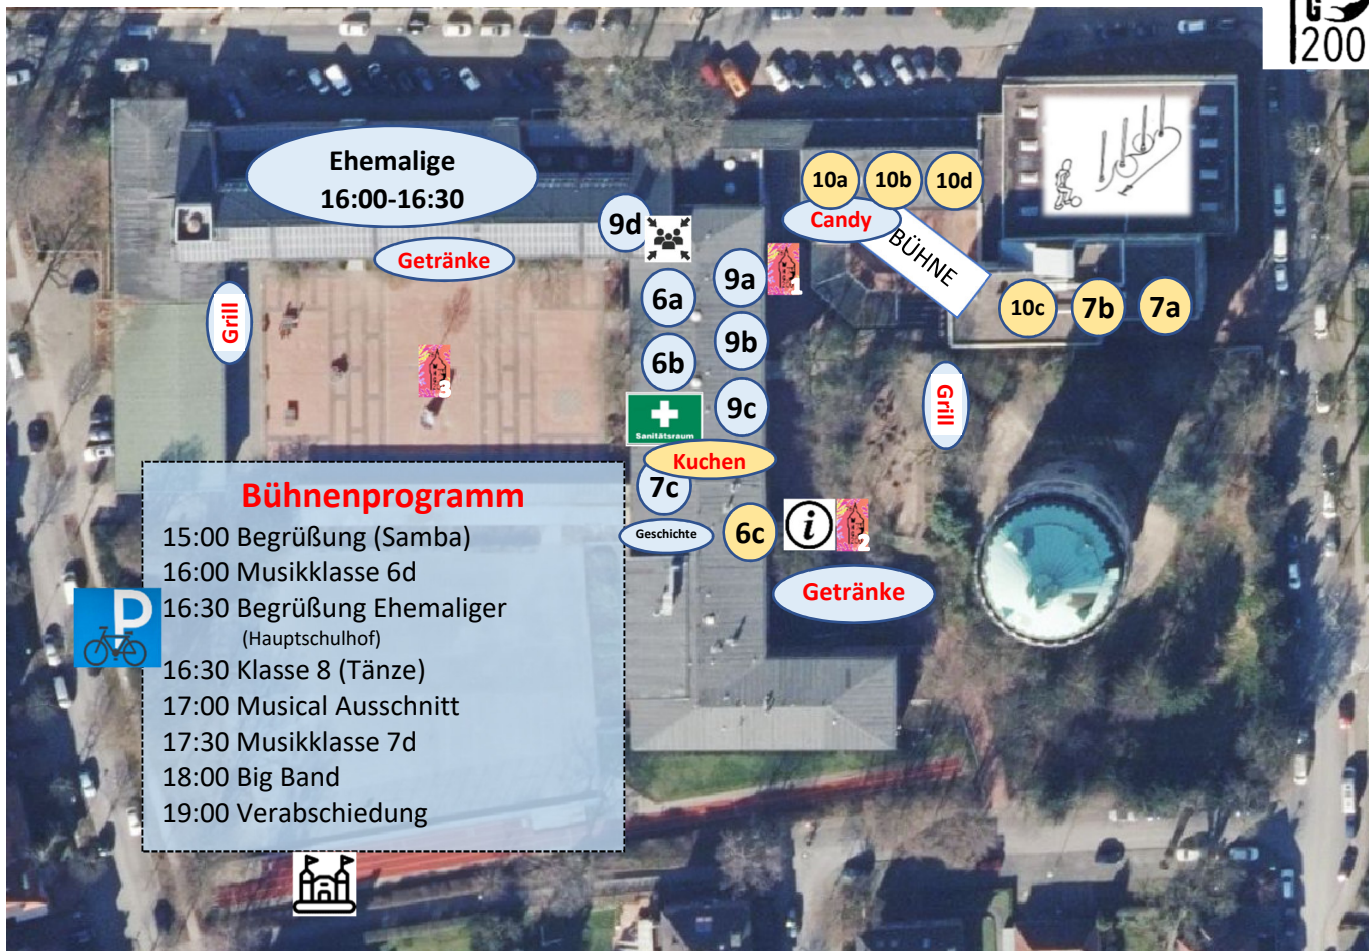 G
200
Ehemalige
16:00-16:30
10a
10b
10d
Candy
BÜHNE
9d
Getränke
9a
1
6a
10c
7b
7a
Grill
9b
6b
3
9c
Grill
Sanitätsraum
Kuchen
7c
Geschichte
6c
i
2
Getränke
Bühnenprogramm
15:00 Begrüßung (Samba)
16:00 Musikklasse 6d
16:30 Begrüßung Ehemaliger
(Hauptschulhof)
16:30 Klasse 8 (Tänze)
17:00 Musical Ausschnitt
17:30 Musikklasse 7d
18:00 Big Band
19:00 Verabschiedung
P